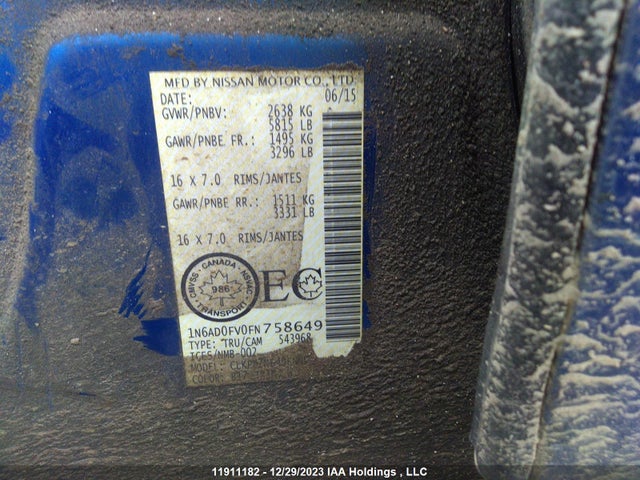 MFD BY NISSAN MOTOR CO., LTD.
DATE: 06/15
GVWR/PNBV: 2638 KG
5815 LB
GAWR/PNBE FR.: 1495 KG
3296 LB
16 X 7.0 RIMS/JANTES
GAWR/PNBE RR.: 1511 KG
3331 LB
16 X 7.0 RIMS/JANTES
CANADA
986
TRANSPORT
EC
1N6AD0FV0FN758649
TYPE: TRU/CAM 543968
ICES/NMB-002
MODEL:
COLOR:
11911182 - 12/29/2023 IAA Holdings , LLC